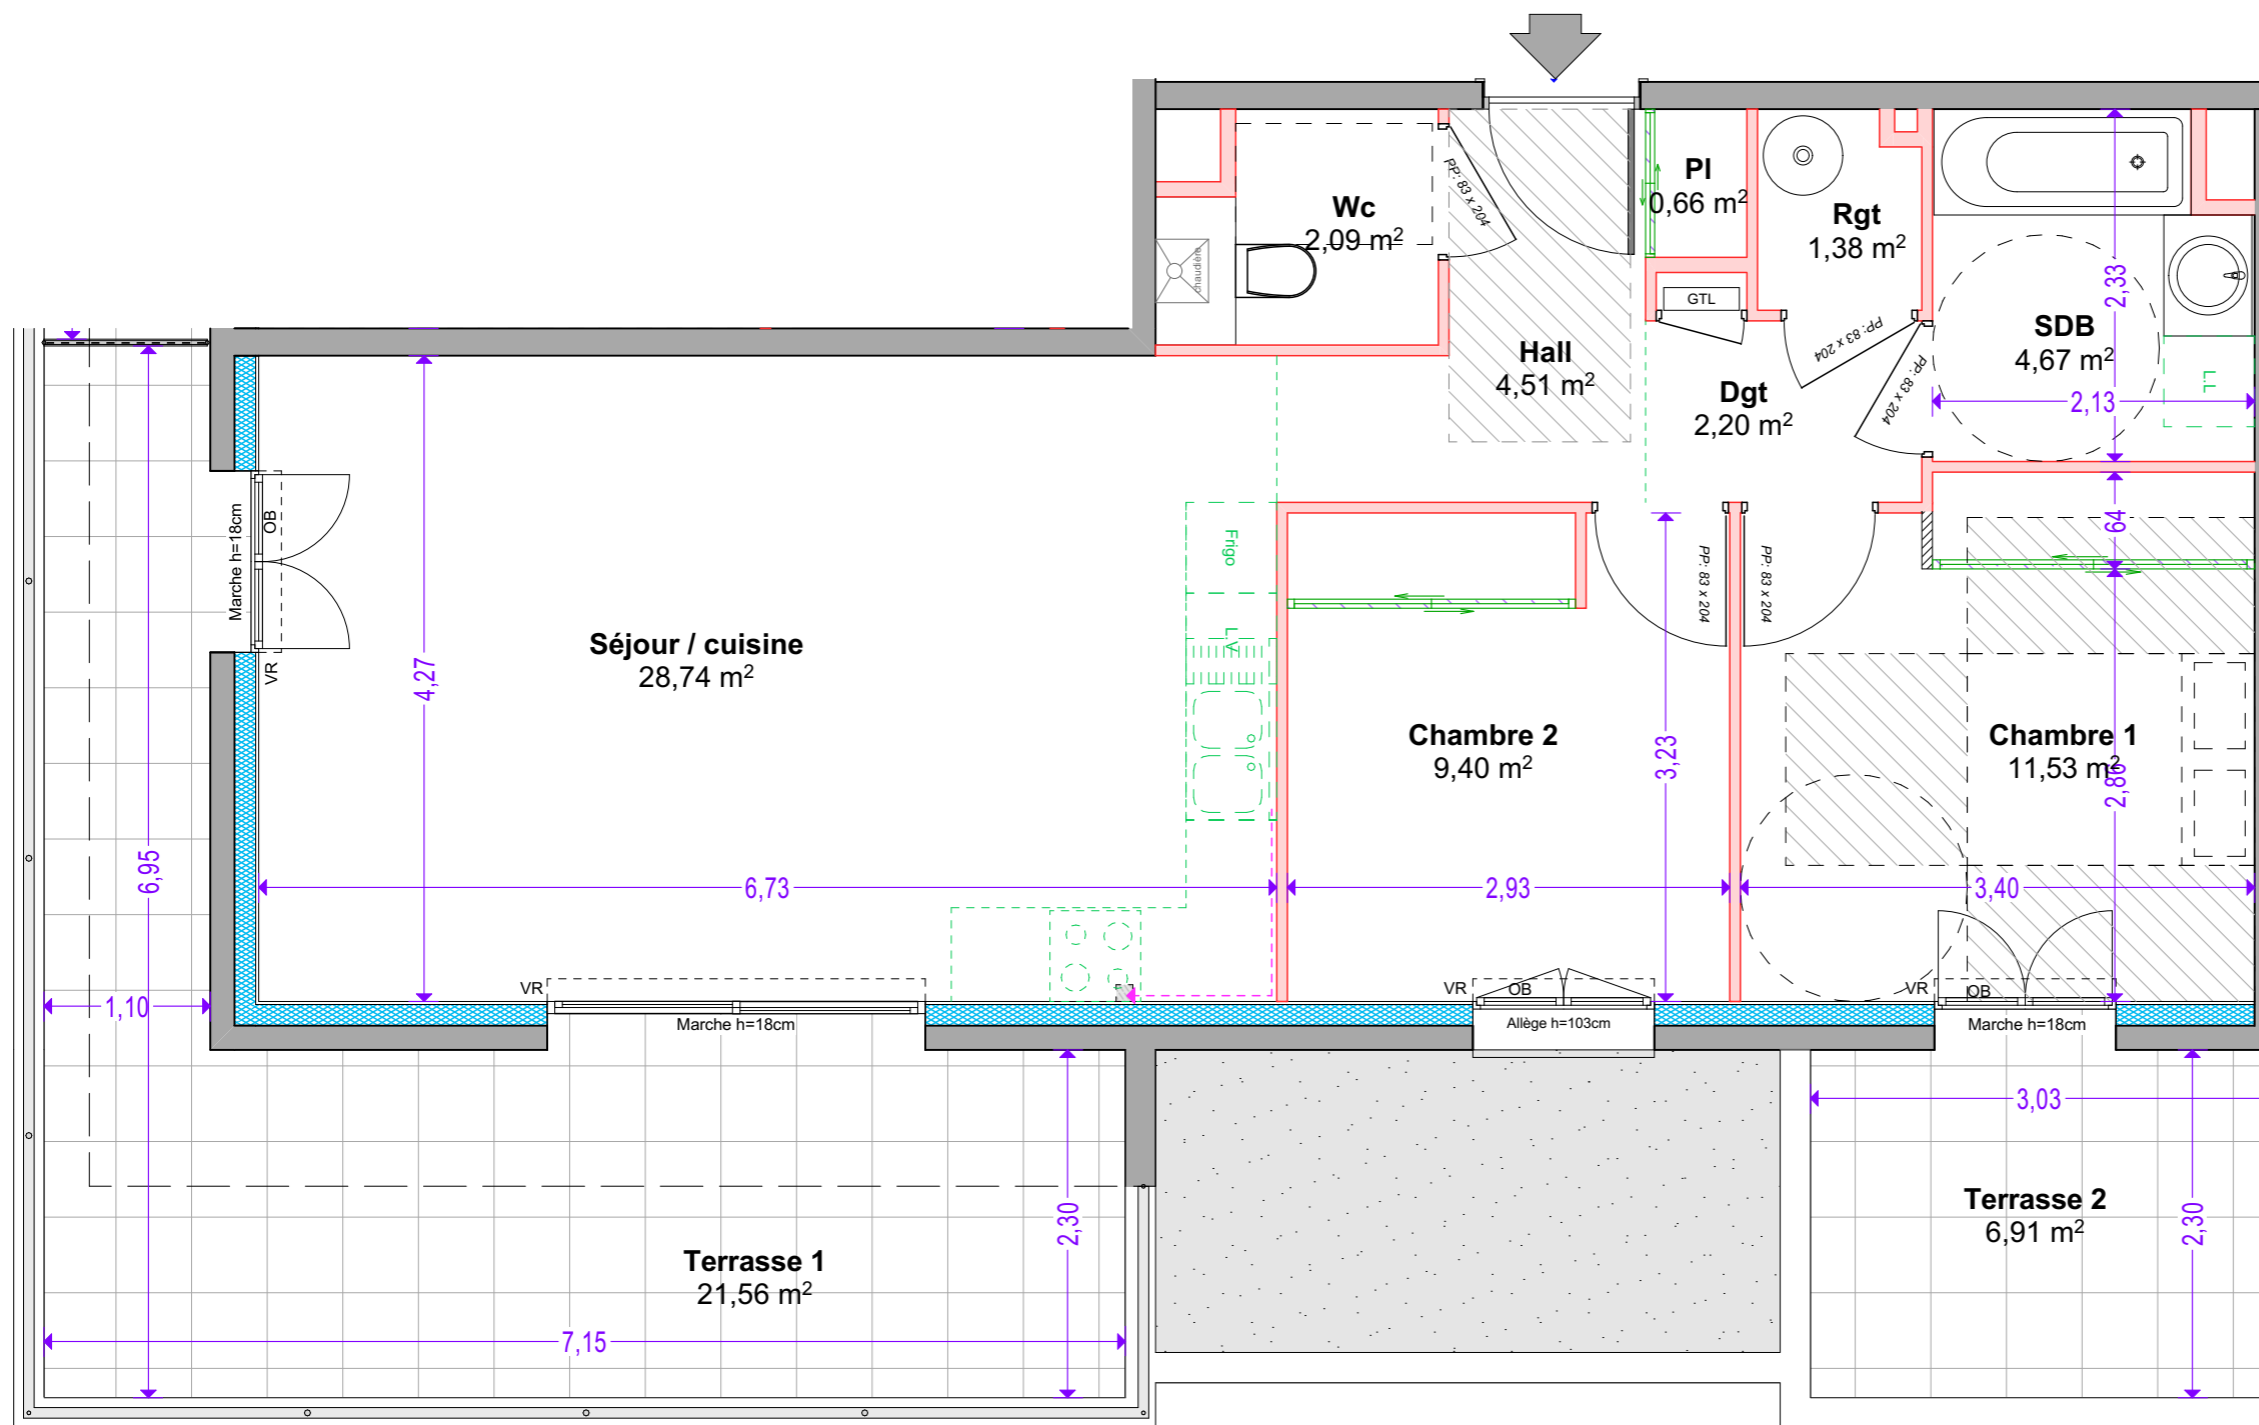 Wc
2,09 m²
chaudière
PP: 83 x 204
Pl
0,66 m²
Rgt
1,38 m²
GTL
PP: 83 x 204
PP: 83 x 204
SDB
4,67 m²
2,33
2,13
L.L
Hall
4,51 m²
Dgt
2,20 m²
64
Marche h=18cm
OB
VR
Séjour / cuisine
28,74 m²
4,27
6,73
6,95
1,10
Frigo
L.V
PP: 83 x 204
PP: 83 x 204
Chambre 2
9,40 m²
3,23
2,93
Chambre 1
11,53 m²
2,86
3,40
VR
Marche h=18cm
VR
OB
Allège h=103cm
VR
OB
Marche h=18cm
Terrasse 1
21,56 m²
2,30
7,15
3,03
Terrasse 2
6,91 m²
2,30